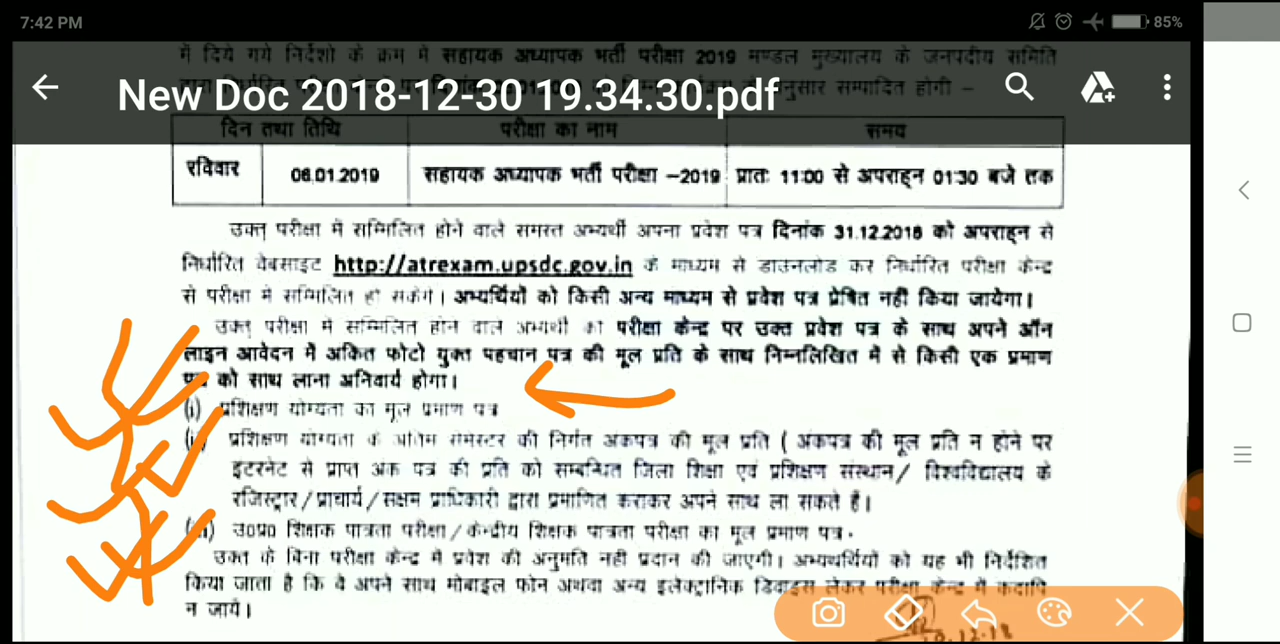 7:42 PM
85%
में दिये गये निर्देशो के क्रम में सहायक अध्यापक भर्ती परीक्षा 2019 मण्डल मुख्यालय के जनपदीय समिति
New Doc 2018-12-30 19.34.30.pdf
अनुसार सम्पादित होगी –
दिन तथा तिथि परीक्षा का नाम समय
रविवार 06.01.2019 सहायक अध्यापक भर्ती परीक्षा –2019 प्रातः 11:00 से अपराहन 01:30 बजे तक
उक्त् परीक्षा में सम्मिलित होने वाले समस्त अभ्यर्थी अपना प्रवेश पत्र दिनांक 31.12.2018 को अपराहन से
निर्धारित वेबसाइट http://atrexam.upsdc.gov.in के माध्यम से डाउनलोड कर निर्धारित परीक्षा केन्द्र
से परीक्षा में सम्मिलित हो सकेंगे। अभ्यर्थियों को किसी अन्य माध्यम से प्रवेश पत्र प्रेषित नहीं किया जायेगा।
उक्त् परीक्षा में सम्मिलित होने वाले अभ्यर्थी को परीक्षा केन्द्र पर उक्त प्रवेश पत्र के साथ अपने ऑन
लाइन आवेदन में अंकित फोटो युक्त पहचान पत्र की मूल प्रति के साथ निम्नलिखित में से किसी एक प्रमाण
पत्र को साथ लाना अनिवार्य होगा।
(i) प्रशिक्षण योग्यता का मूल प्रमाण पत्र
प्रशिक्षण योग्यता के अंतिम सेमेस्टर की निर्गत अंकपत्र की मूल प्रति ( अंकपत्र की मूल प्रति न होने पर
इंटरनेट से प्राप्त अंक पत्र की प्रति को सम्बन्धित जिला शिक्षा एवं प्रशिक्षण संस्थान/ विश्वविद्यालय के
रजिस्ट्रार/प्राचार्य/सक्षम प्राधिकारी द्वारा प्रमाणित कराकर अपने साथ ला सकते है।
उ०प्र० शिक्षक पात्रता परीक्षा/केन्द्रीय शिक्षक पात्रता परीक्षा का मूल प्रमाण पत्र.
उक्त के बिना परीक्षा केन्द्र में प्रवेश की अनुमति नही प्रदान की जाएगी। अभ्यथर्थियों को यह भी निर्देशित
किया जाता है कि वे अपने साथ मोबाइल फोन अथवा अन्य इलेक्ट्रानिक डिवाइस लेकर परीक्षा केन्द्र में कदापि
न जाये।